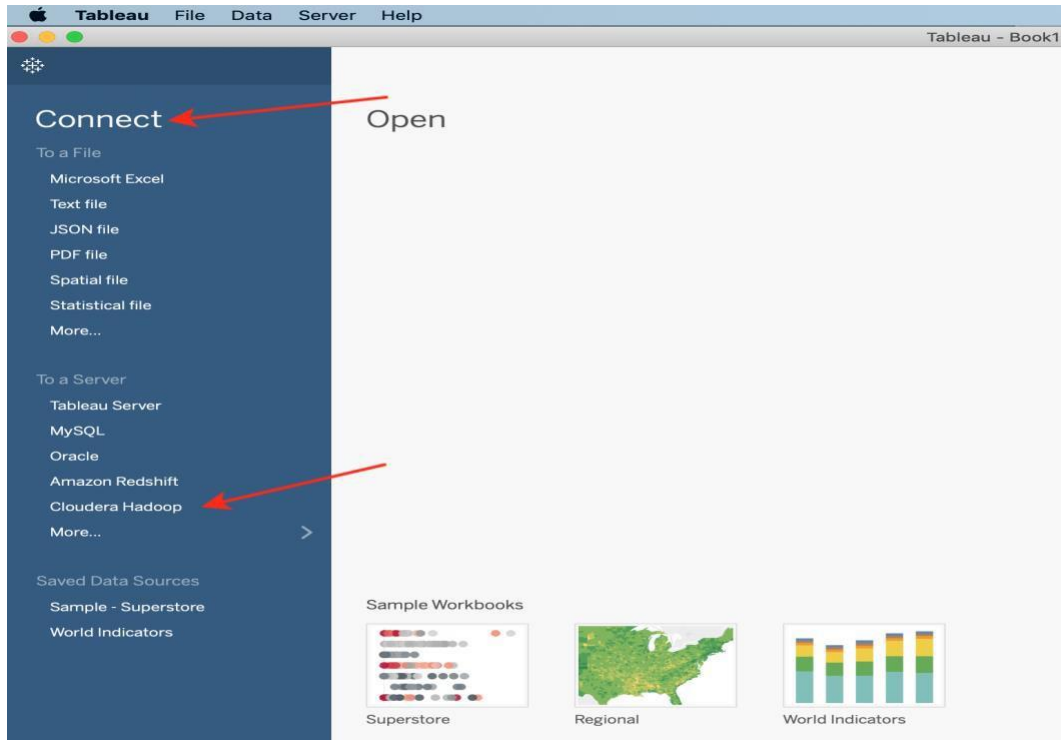 Tableau File Data Server Help
Tableau - Book1
Connect
Open
To a File
Microsoft Excel
Text file
JSON file
PDF file
Spatial file
Statistical file
More...
To a Server
Tableau Server
MySQL
Oracle
Amazon Redshift
Cloudera Hadoop
More...
Saved Data Sources
Sample - Superstore
World Indicators
Sample Workbooks
Superstore
Regional
World Indicators